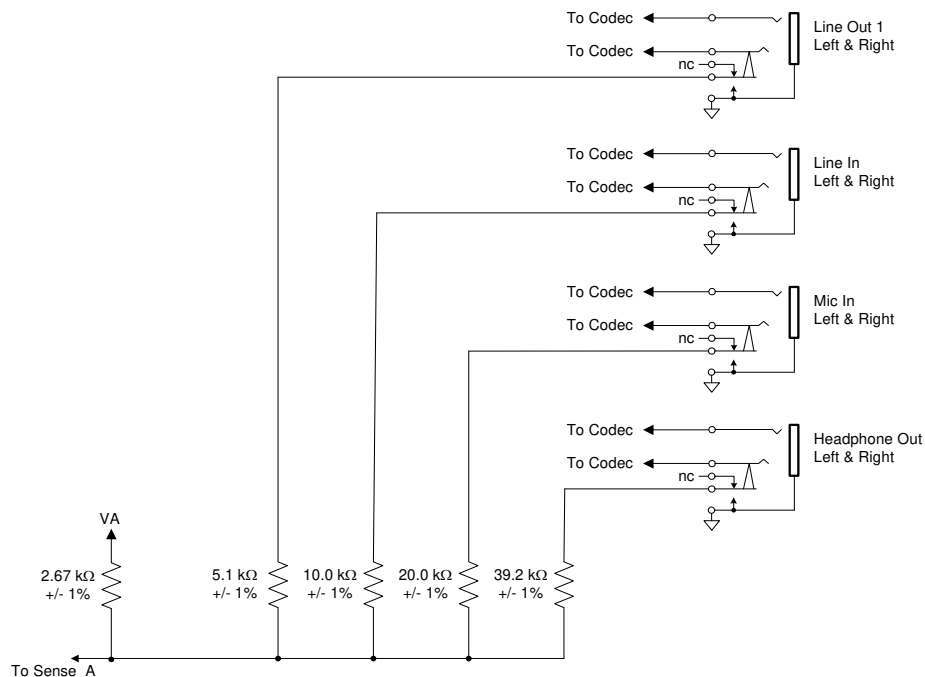 To Codec
Line Out 1
Left & Right
To Codec
nc
To Codec
Line In
Left & Right
To Codec
nc
To Codec
Mic In
Left & Right
To Codec
nc
To Codec
Headphone Out
Left & Right
To Codec
nc
VA
2.67 kΩ
+/- 1%
5.1 kΩ
+/- 1%
10.0 kΩ
+/- 1%
20.0 kΩ
+/- 1%
39.2 kΩ
+/- 1%
To Sense A